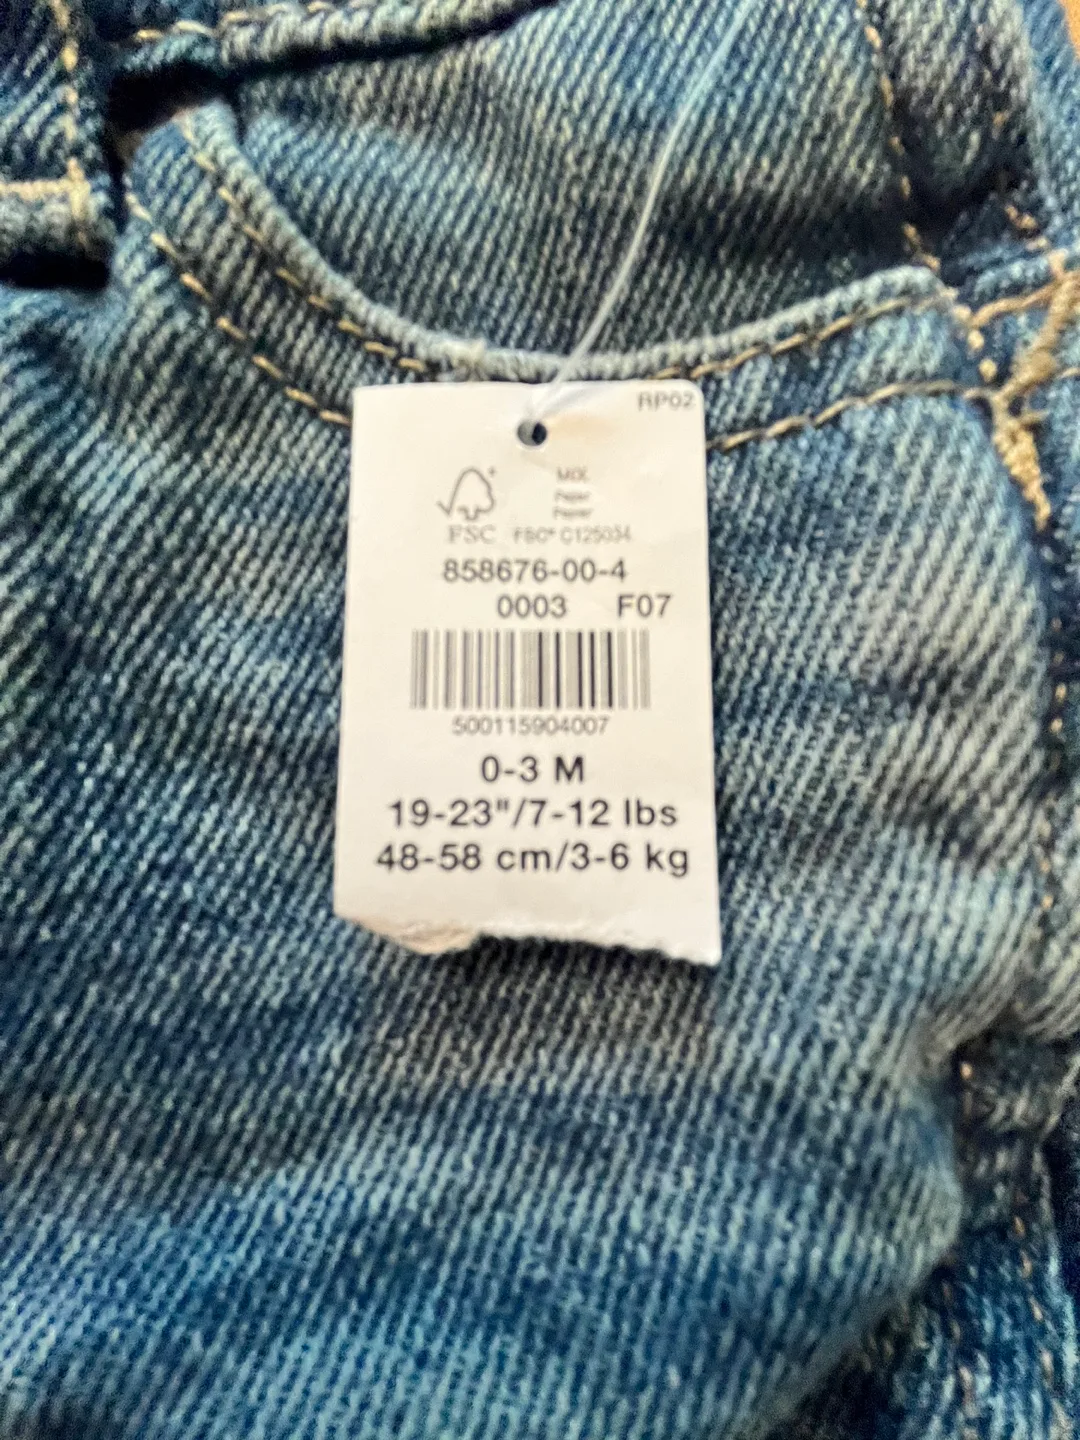 RP02
MIX
Paper
Papier
FSC FSC® C125034
858676-00-4
0003 F07
500115904007
0-3 M
19-23"/7-12 lbs
48-58 cm/3-6 kg